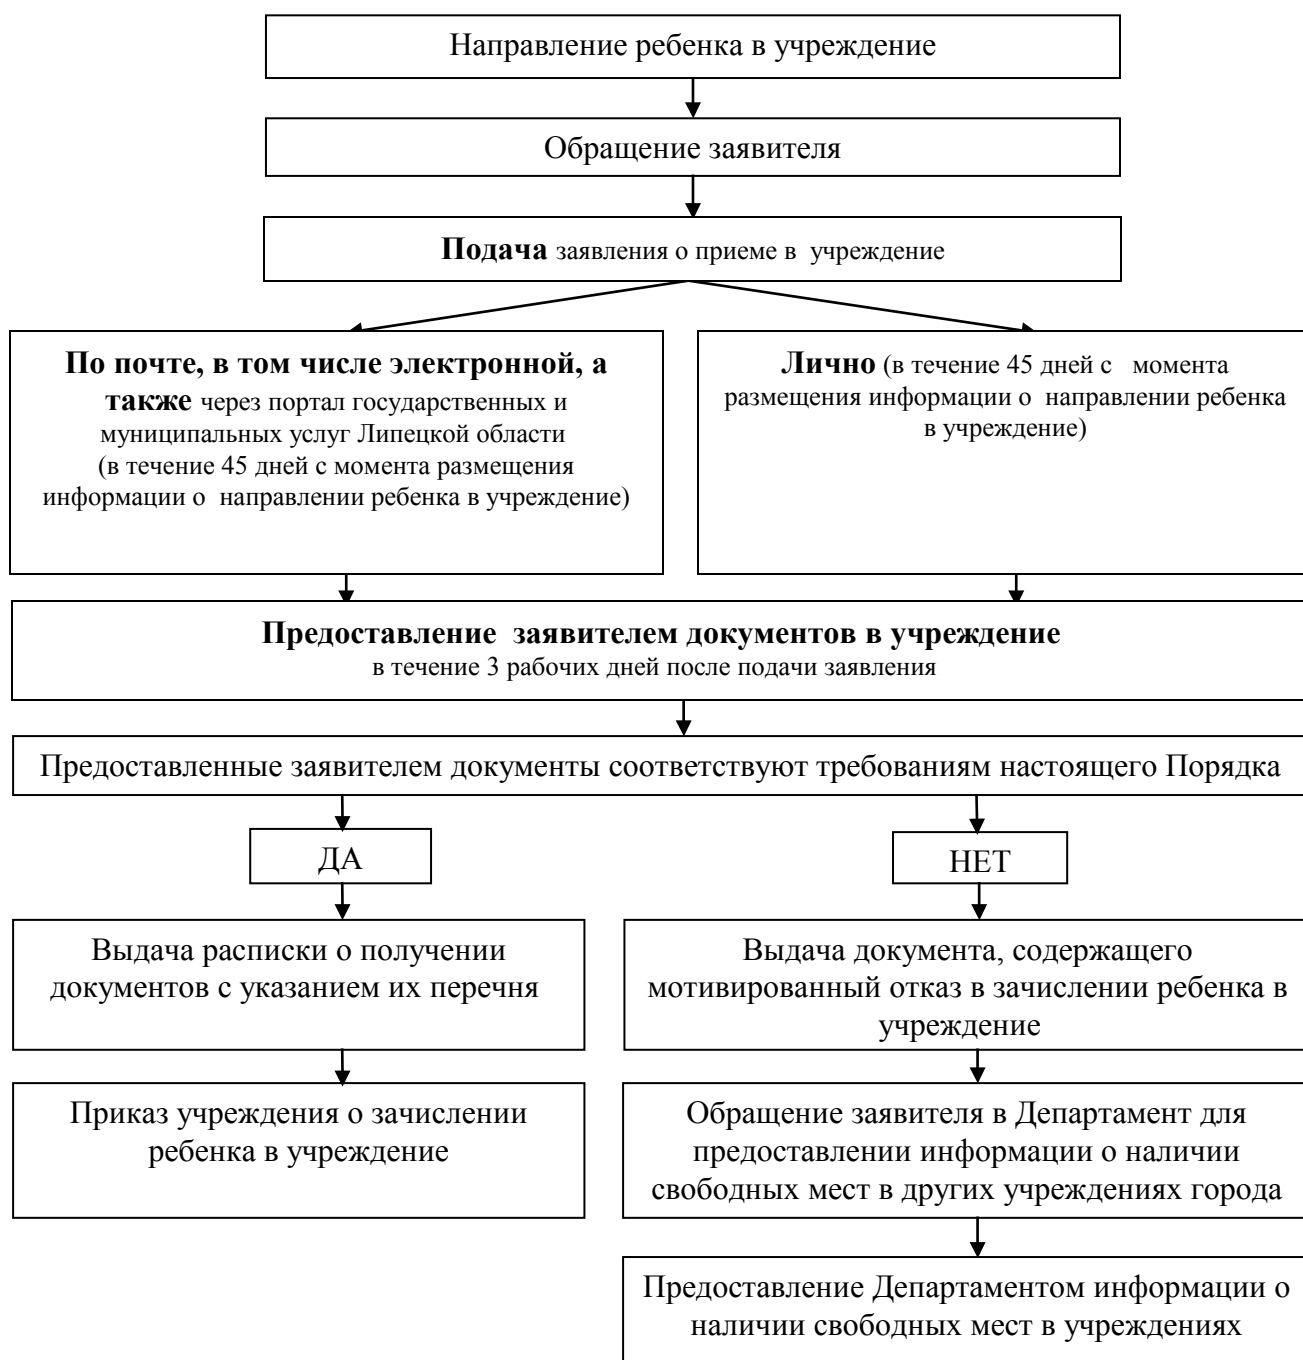 Направление ребенка в учреждение
Обращение заявителя
Подача заявления о приеме в учреждение
По почте, в том числе электронной, а
также через портал государственных и
муниципальных услуг Липецкой области
(в течение 45 дней с момента размещения
информации о направлении ребенка в учреждение)
Лично (в течение 45 дней с момента
размещения информации о направлении ребенка
в учреждение)
Предоставление заявителем документов в учреждение
в течение 3 рабочих дней после подачи заявления
Предоставленные заявителем документы соответствуют требованиям настоящего Порядка
ДА
НЕТ
Выдача расписки о получении
документов с указанием их перечня
Выдача документа, содержащего
мотивированный отказ в зачислении ребенка в
учреждение
Приказ учреждения о зачислении
ребенка в учреждение
Обращение заявителя в Департамент для
предоставлении информации о наличии
свободных мест в других учреждениях города
Предоставление Департаментом информации о
наличии свободных мест в учреждениях